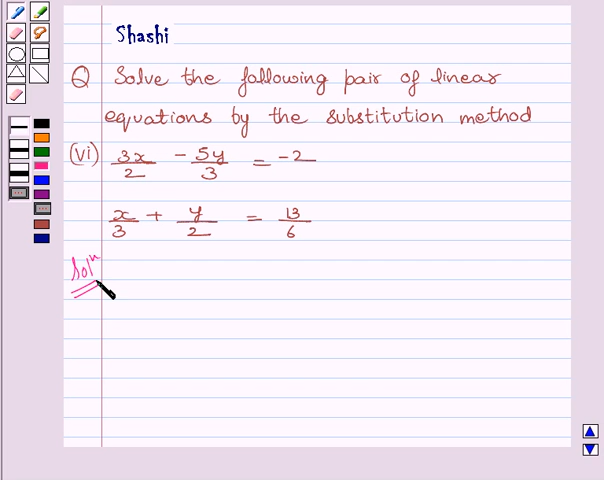 Shashi
Q Solve the following pair of linear
equations by the substitution method
(vi) 3x/2 - 5y/3 = -2
x/3 + y/2 = 13/6
Solⁿ